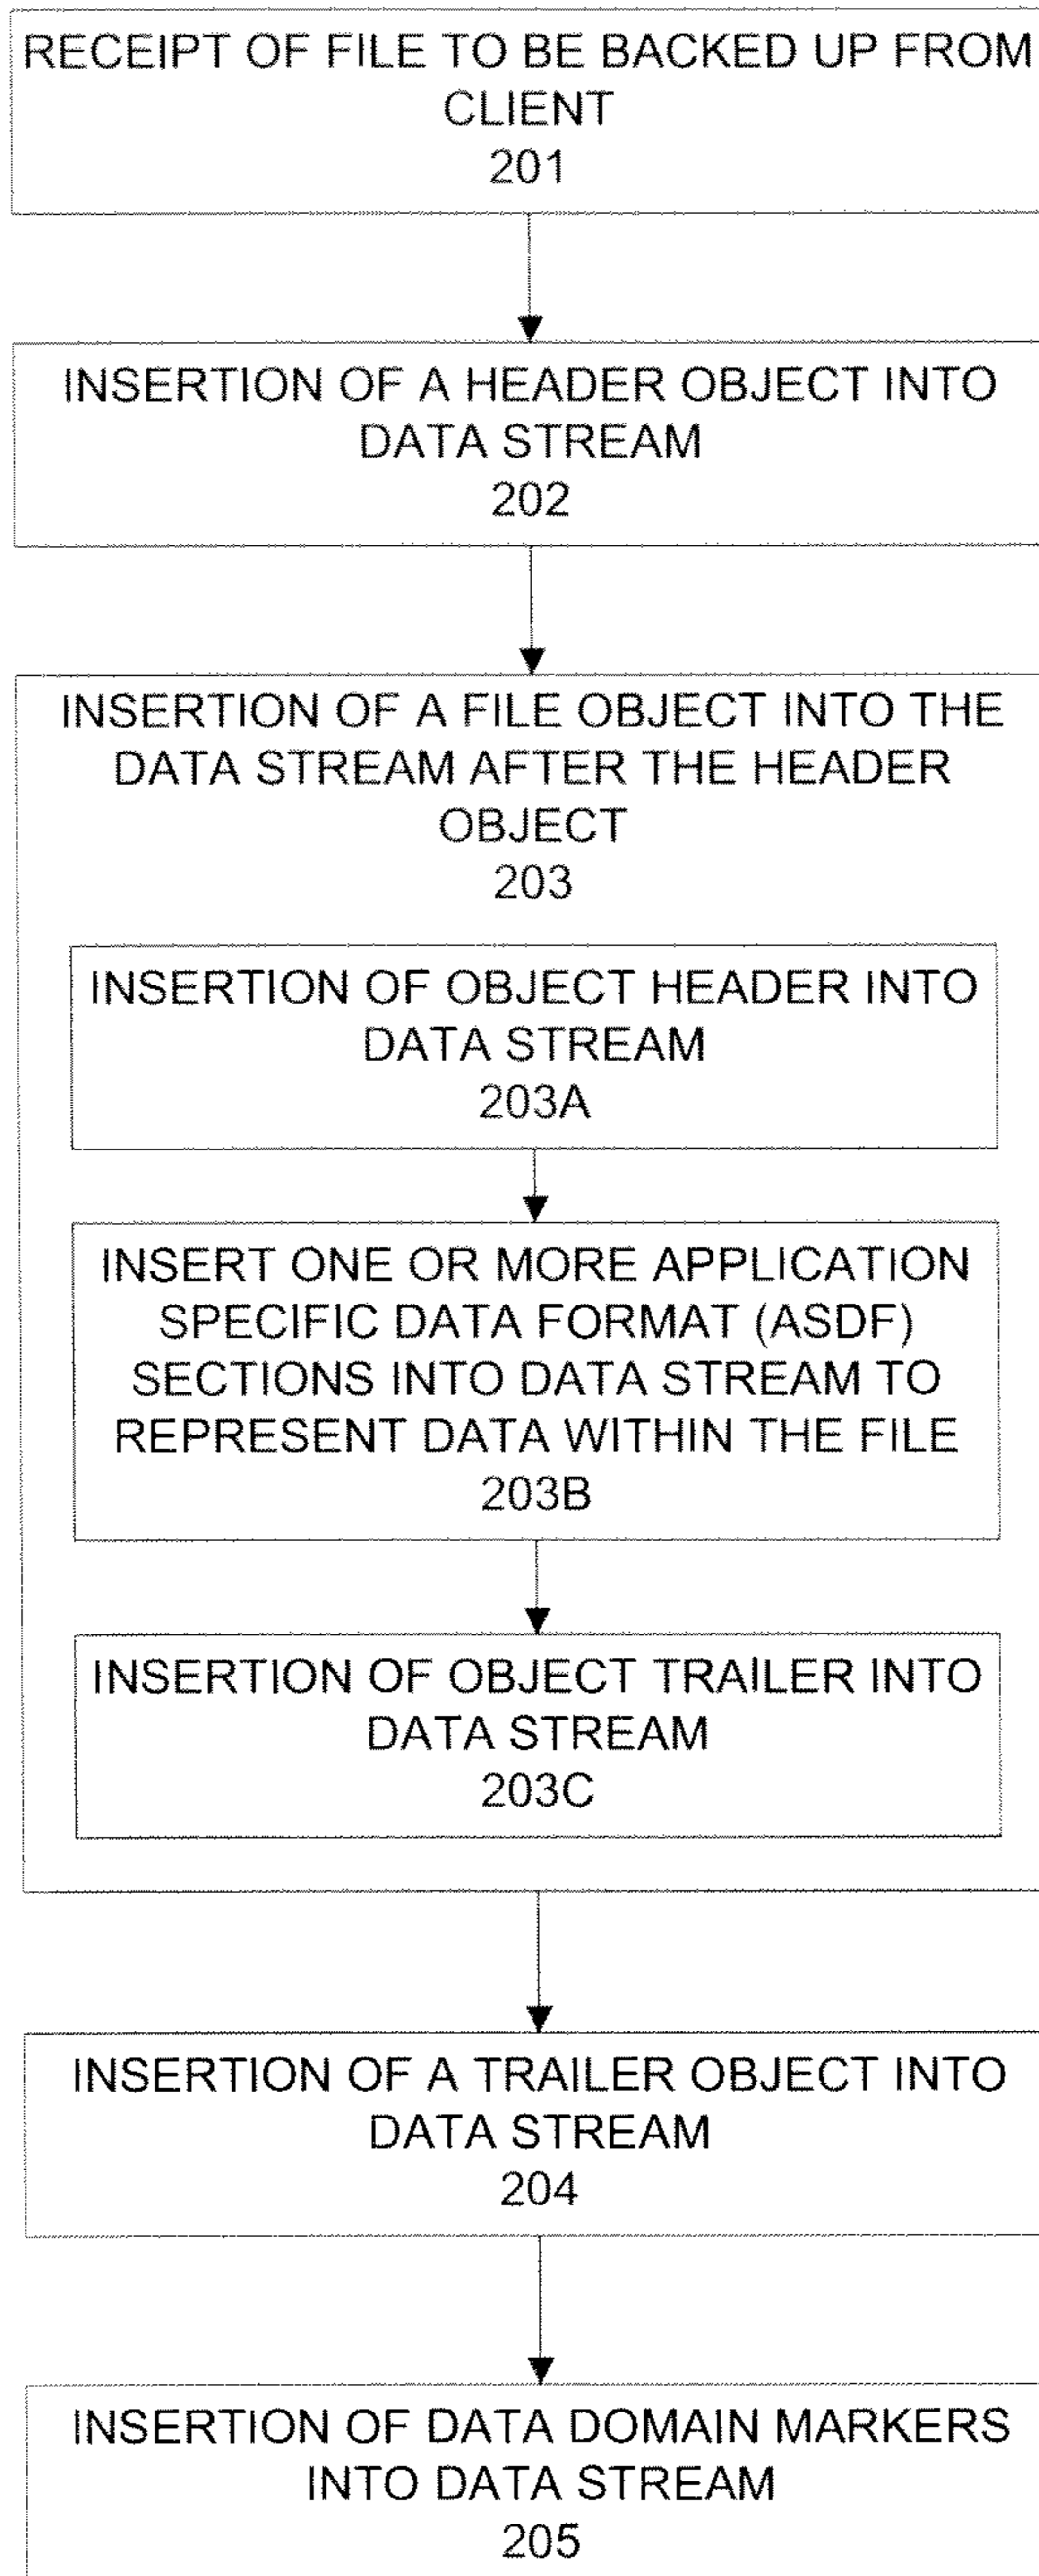 RECEIPT OF FILE TO BE BACKED UP FROM
CLIENT
201
INSERTION OF A HEADER OBJECT INTO
DATA STREAM
202
INSERTION OF A FILE OBJECT INTO THE
DATA STREAM AFTER THE HEADER
OBJECT
203
INSERTION OF OBJECT HEADER INTO
DATA STREAM
203A
INSERT ONE OR MORE APPLICATION
SPECIFIC DATA FORMAT (ASDF)
SECTIONS INTO DATA STREAM TO
REPRESENT DATA WITHIN THE FILE
203B
INSERTION OF OBJECT TRAILER INTO
DATA STREAM
203C
INSERTION OF A TRAILER OBJECT INTO
DATA STREAM
204
INSERTION OF DATA DOMAIN MARKERS
INTO DATA STREAM
205